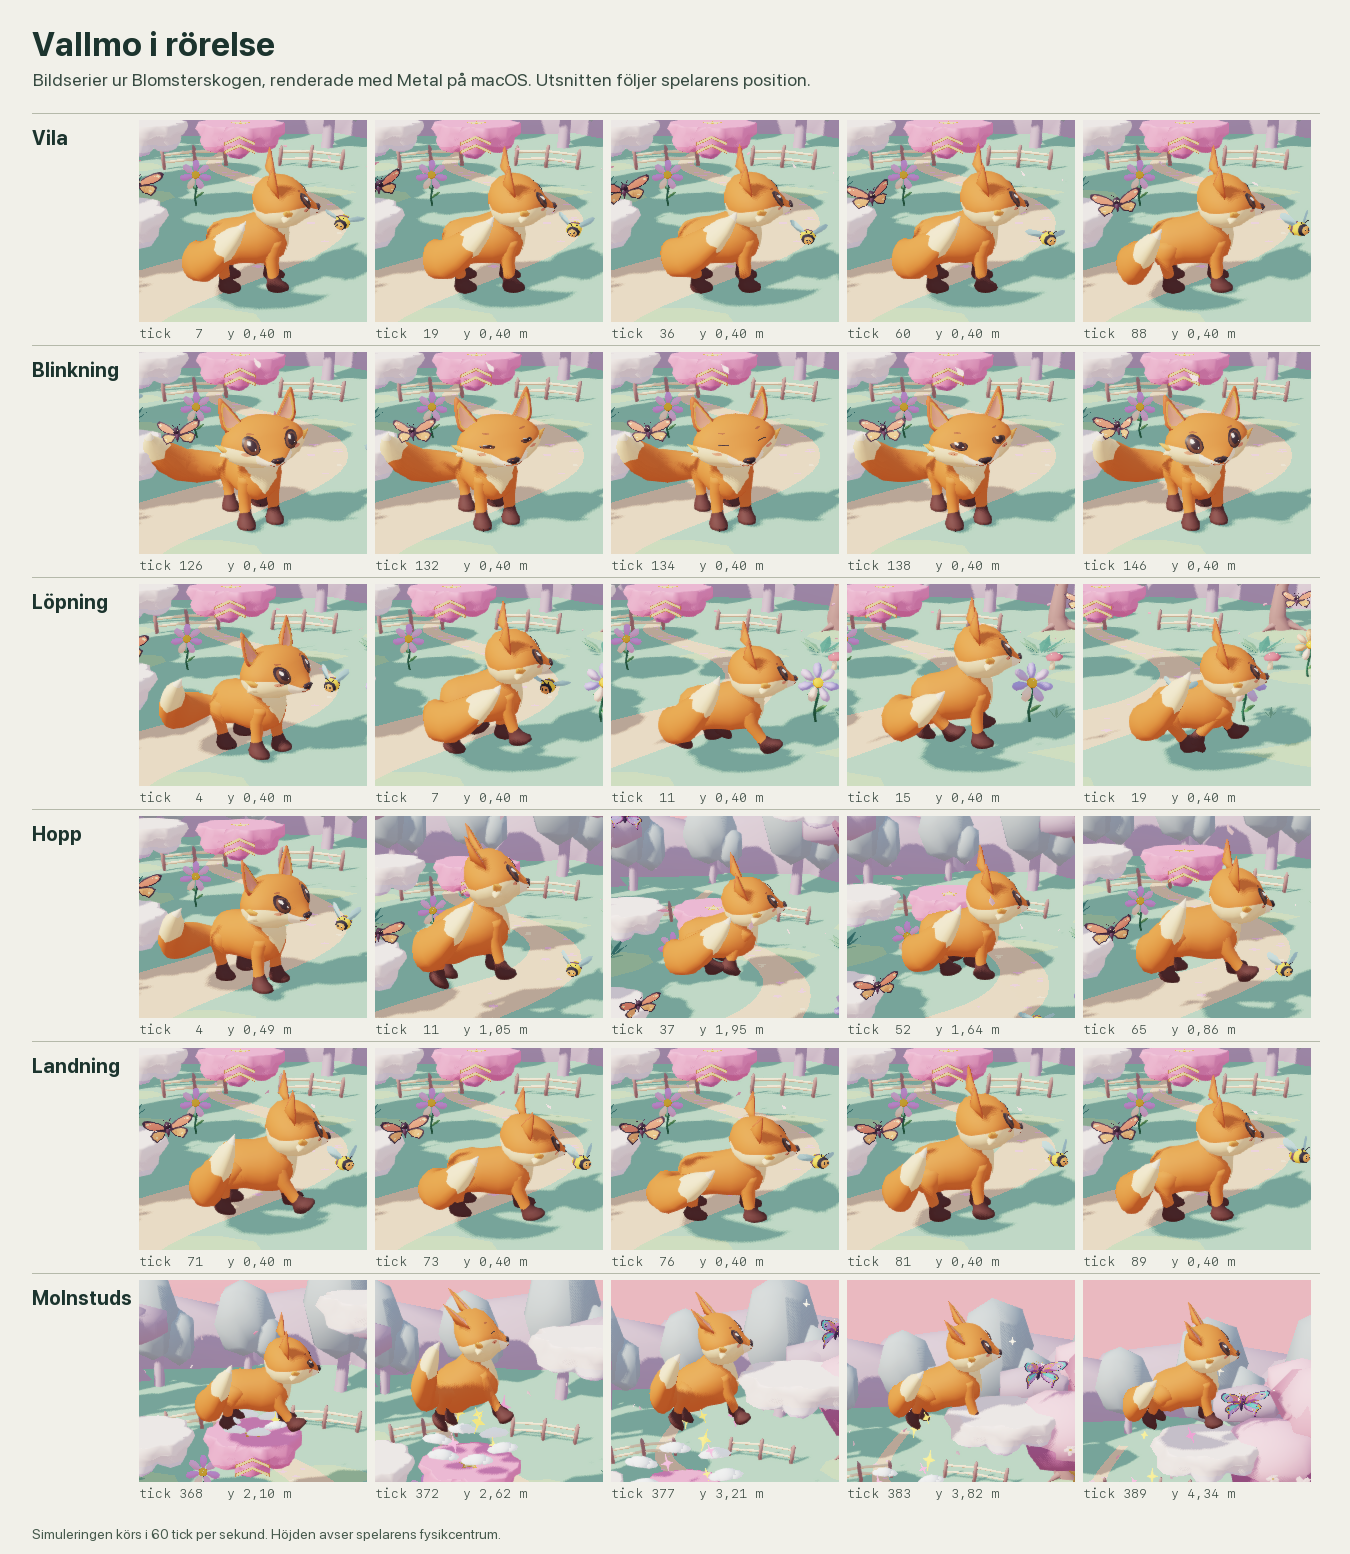 Vallmo i rörelse
Bildserier ur Blomsterskogen, renderade med Metal på macOS. Utsnitten följer spelarens position.
Vila
tick 7 y 0,40 m tick 19 y 0,40 m tick 36 y 0,40 m tick 60 y 0,40 m tick 88 y 0,40 m
Blinkning
tick 126 y 0,40 m tick 132 y 0,40 m tick 134 y 0,40 m tick 138 y 0,40 m tick 146 y 0,40 m
Löpning
tick 4 y 0,40 m tick 7 y 0,40 m tick 11 y 0,40 m tick 15 y 0,40 m tick 19 y 0,40 m
Hopp
tick 4 y 0,49 m tick 11 y 1,05 m tick 37 y 1,95 m tick 52 y 1,64 m tick 65 y 0,86 m
Landning
tick 71 y 0,40 m tick 73 y 0,40 m tick 76 y 0,40 m tick 81 y 0,40 m tick 89 y 0,40 m
Molnstuds
tick 368 y 2,10 m tick 372 y 2,62 m tick 377 y 3,21 m tick 383 y 3,82 m tick 389 y 4,34 m
Simuleringen körs i 60 tick per sekund. Höjden avser spelarens fysikcentrum.